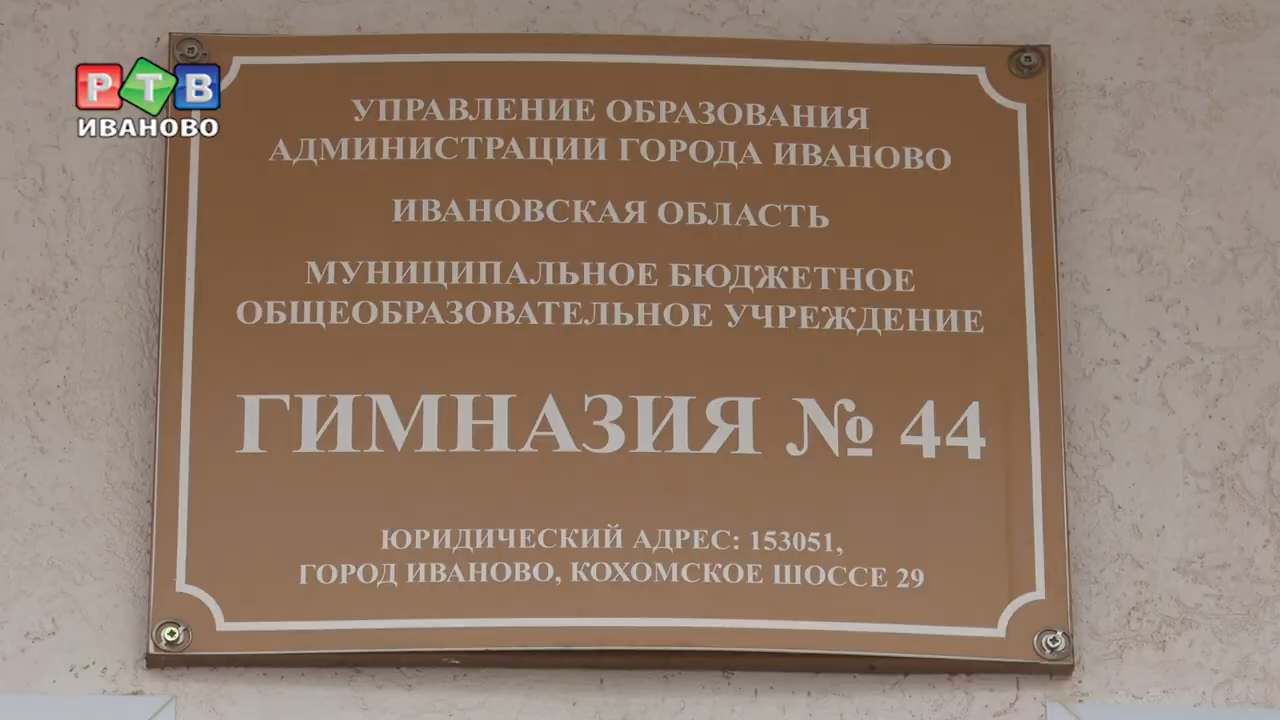 РТВ
ИВАНОВО
УПРАВЛЕНИЕ ОБРАЗОВАНИЯ
АДМИНИСТРАЦИИ ГОРОДА ИВАНОВО
ИВАНОВСКАЯ ОБЛАСТЬ
МУНИЦИПАЛЬНОЕ БЮДЖЕТНОЕ
ОБЩЕОБРАЗОВАТЕЛЬНОЕ УЧРЕЖДЕНИЕ
ГИМНАЗИЯ № 44
ЮРИДИЧЕСКИЙ АДРЕС: 153051,
ГОРОД ИВАНОВО, КОХОМСКОЕ ШОССЕ 29